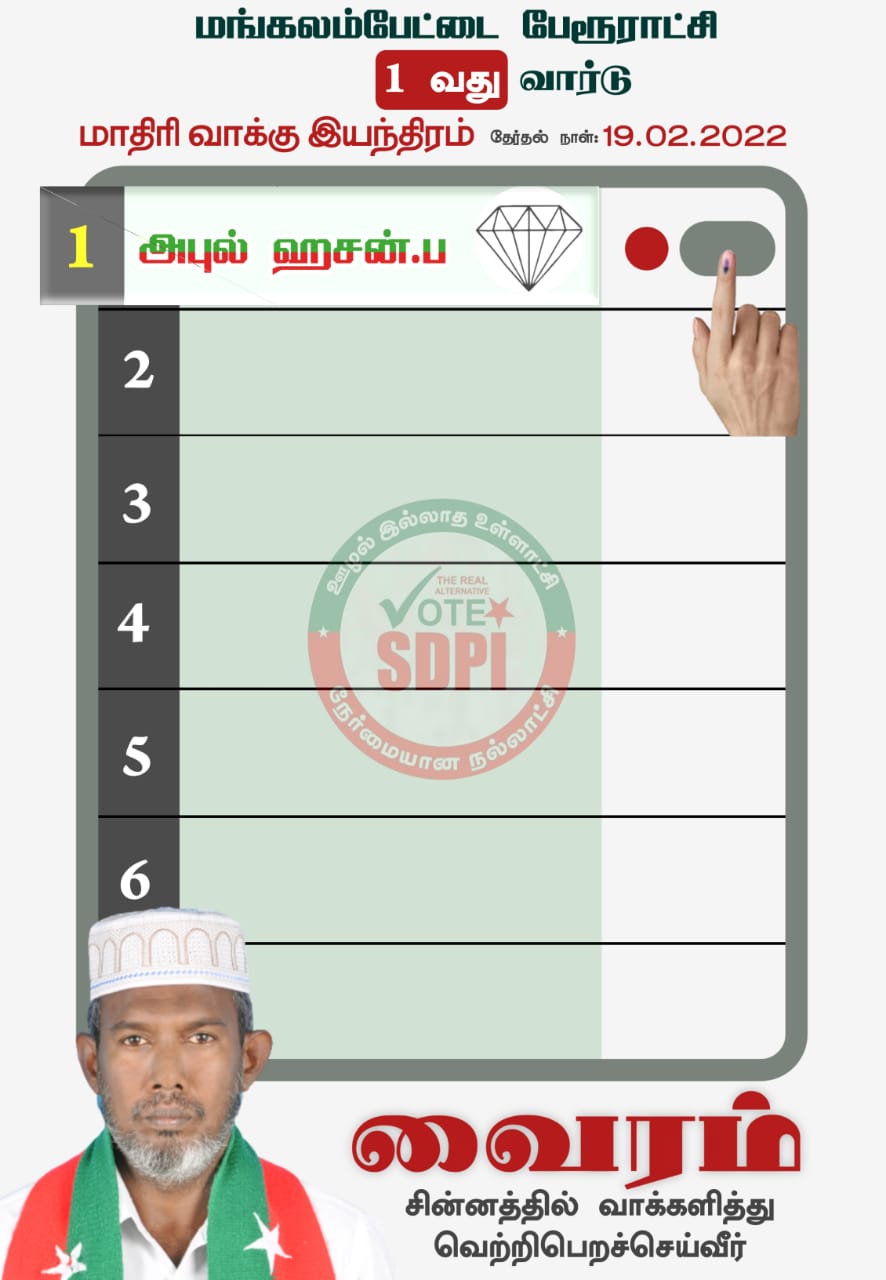 மங்கலம்பேட்டை பேரூராட்சி
1 வது வார்டு
மாதிரி வாக்கு இயந்திரம் தேர்தல் நாள்: 19.02.2022
1 அபுல் ஹசன்.ப
2
3
ஊழல் இல்லாத உள்ளாட்சி
THE REAL
ALTERNATIVE
VOTE
4
SDPI
நேர்மையான நல்லாட்சி
5
6
வைரம்
சின்னத்தில் வாக்களித்து
வெற்றிபெறச்செய்வீர்